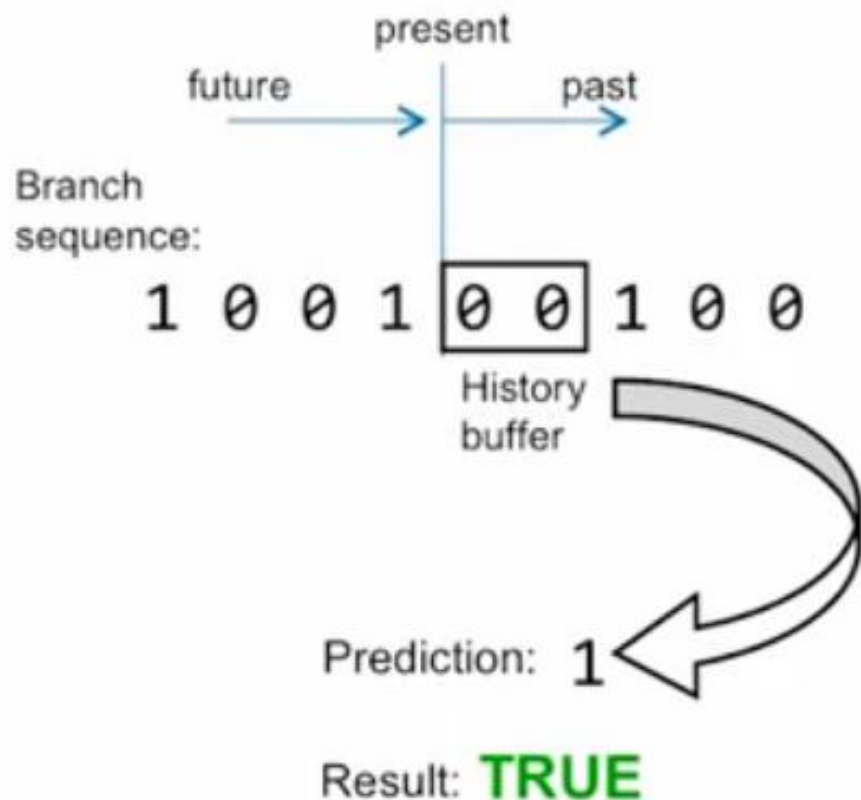 present
future past
Branch
sequence:
1 0 0 1 0 0 1 0 0
History
buffer
Prediction: 1
Result: TRUE